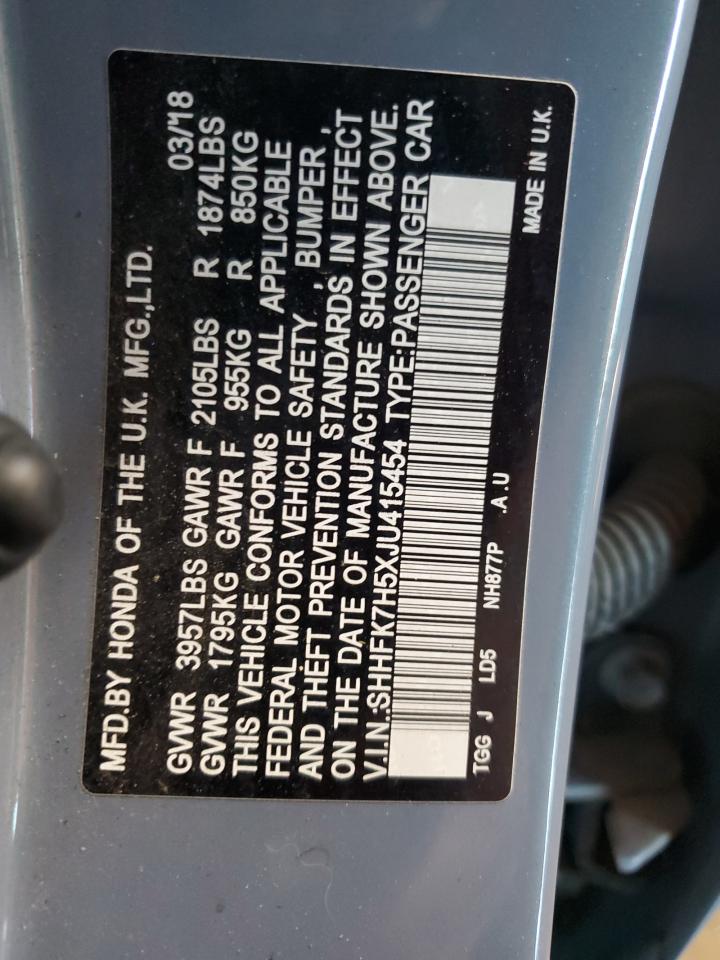 MFD.BY HONDA OF THE U.K. MFG.,LTD.
03/18
GVWR 3957LBS GAWR F 2105LBS R 1874LBS
GVWR 1795KG GAWR F 955KG R 850KG
THIS VEHICLE CONFORMS TO ALL APPLICABLE
FEDERAL MOTOR VEHICLE SAFETY , BUMPER ,
AND THEFT PREVENTION STANDARDS IN EFFECT
ON THE DATE OF MANUFACTURE SHOWN ABOVE.
V.I.N.:SHHFK7H5XJU415454 TYPE:PASSENGER CAR
TGG J LD5 NH877P .A.U MADE IN U.K.